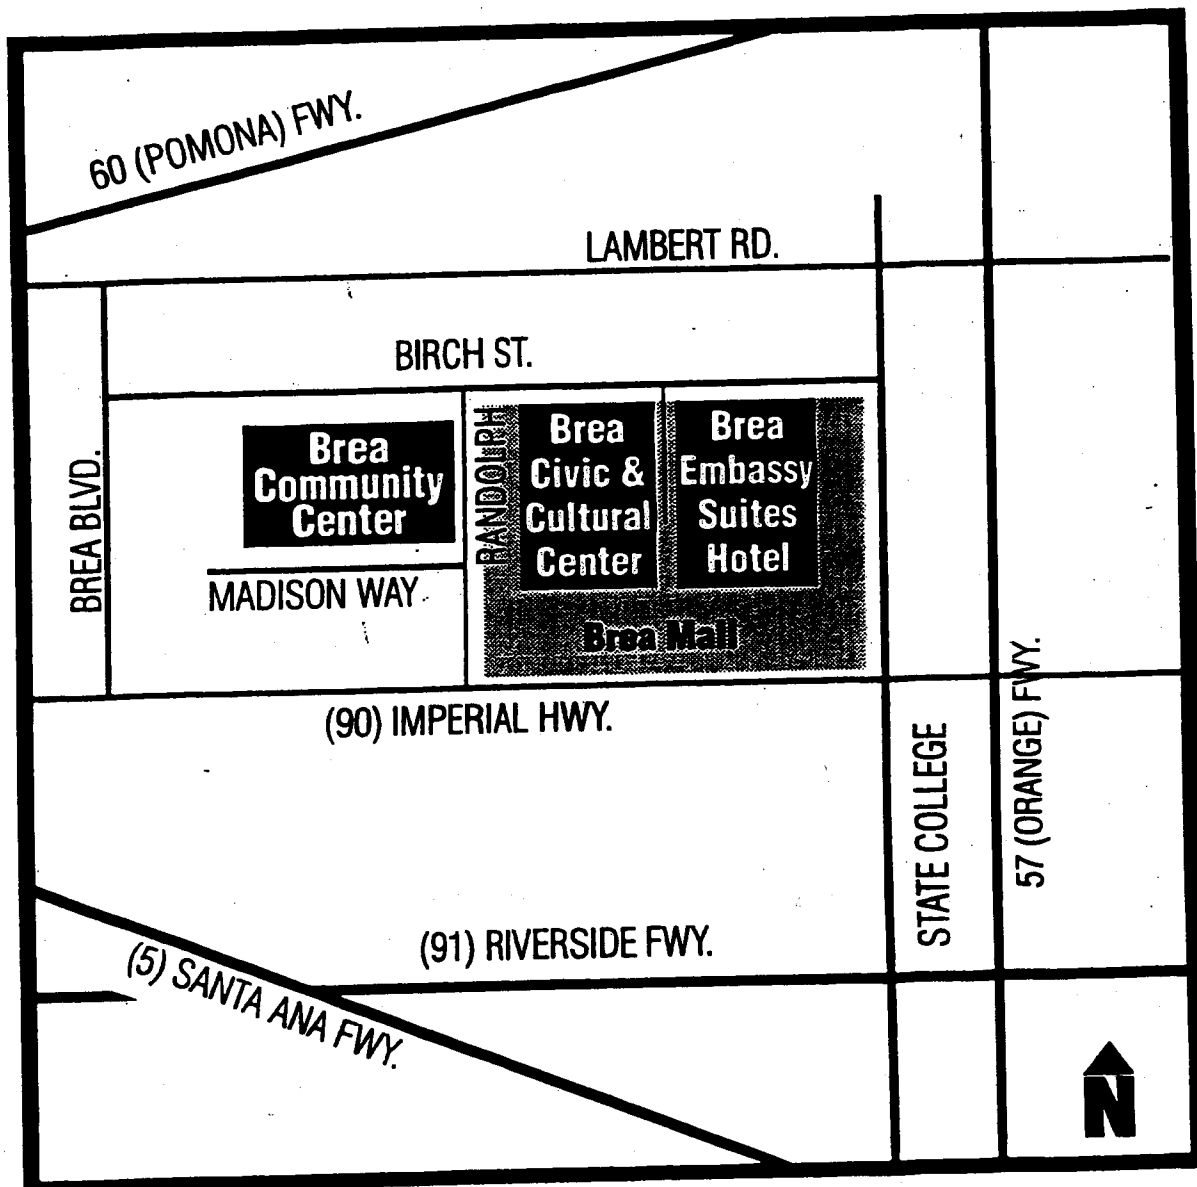 60 (POMONA) FWY.
LAMBERT RD.
BIRCH ST.
BREA BLVD.
Brea
Community
Center
RANDOLPH
Brea
Civic &
Cultural
Center
Brea
Embassy
Suites
Hotel
MADISON WAY
Brea Mall
(90) IMPERIAL HWY.
STATE COLLEGE
57 (ORANGE) FWY.
(91) RIVERSIDE FWY.
(5) SANTA ANA FWY.
N